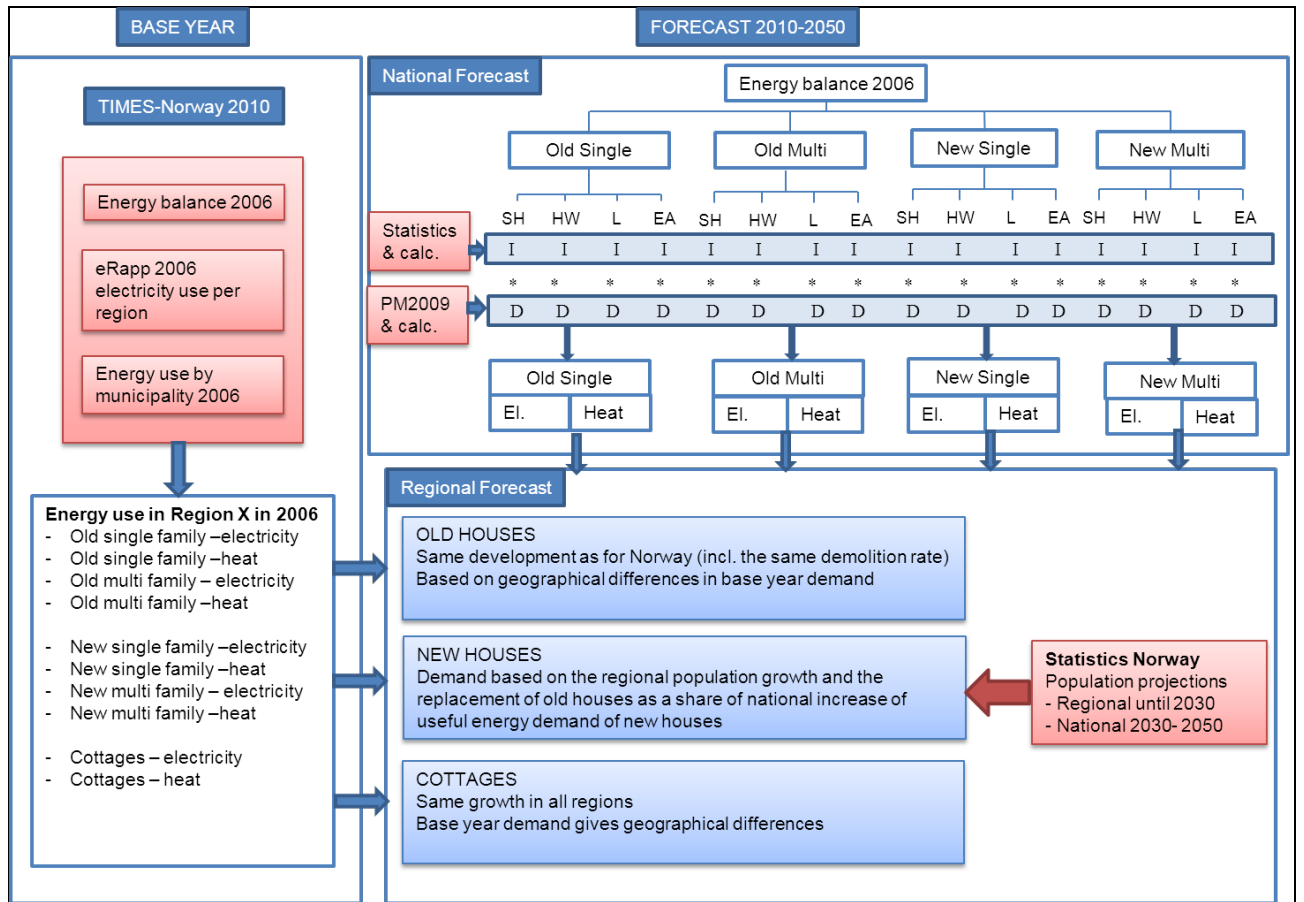 BASE YEAR
FORECAST 2010-2050
TIMES-Norway 2010
Energy balance 2006
eRapp 2006
electricity use per
region
Energy use by
municipality 2006
Energy use in Region X in 2006
- Old single family –electricity
- Old single family –heat
- Old multi family – electricity
- Old multi family –heat
- New single family –electricity
- New single family –heat
- New multi family – electricity
- New multi family –heat
- Cottages – electricity
- Cottages – heat
National Forecast
Energy balance 2006
Old Single Old Multi New Single New Multi
SH HW L EA SH HW L EA SH HW L EA SH HW L EA
Statistics
& calc.
I I I I I I I I I I I I I I I I
* * * * * * * * * * * * * * * *
PM2009
& calc.
D D D D D D D D D D D D D D D D
Old Single Old Multi New Single New Multi
El. Heat El. Heat El. Heat El. Heat
Regional Forecast
OLD HOUSES
Same development as for Norway (incl. the same demolition rate)
Based on geographical differences in base year demand
NEW HOUSES
Demand based on the regional population growth and the
replacement of old houses as a share of national increase of
useful energy demand of new houses
Statistics Norway
Population projections
- Regional until 2030
- National 2030- 2050
COTTAGES
Same growth in all regions
Base year demand gives geographical differences